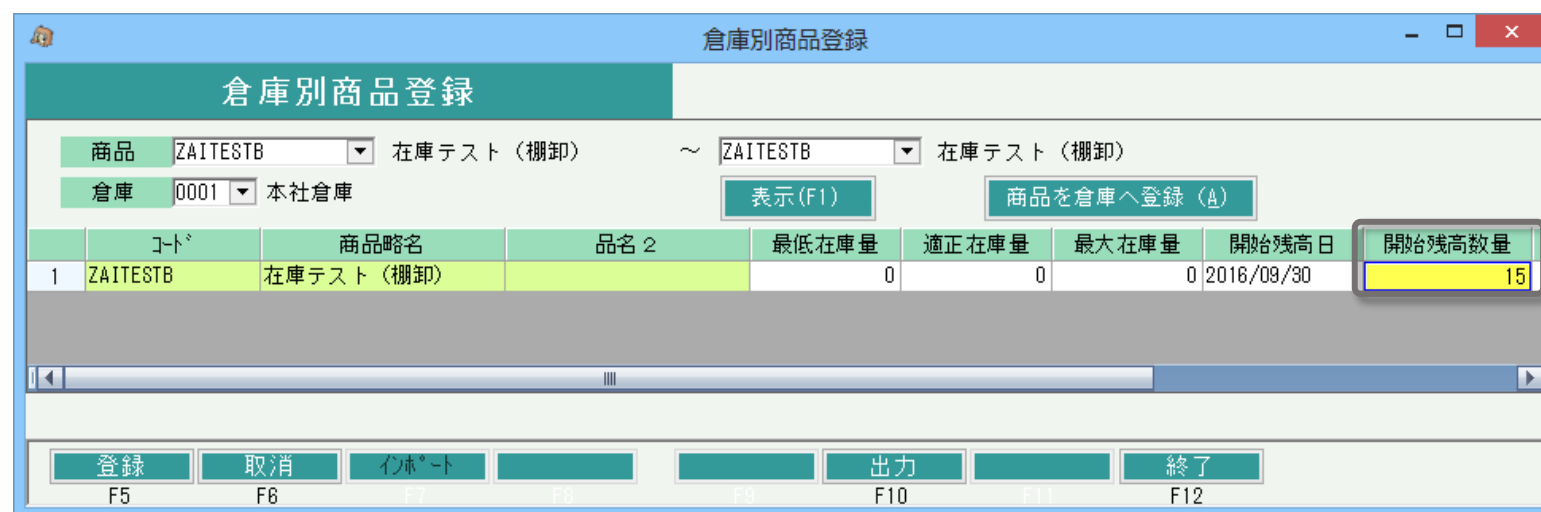 倉庫別商品登録
倉庫別商品登録
商品 ZAITESTB 在庫テスト（棚卸） ～ ZAITESTB 在庫テスト（棚卸）
倉庫 0001 本社倉庫 表示(F1) 商品を倉庫へ登録（A）
ｺｰﾄﾞ 商品略名 品名２ 最低在庫量 適正在庫量 最大在庫量 開始残高日 開始残高数量
1 ZAITESTB 在庫テスト（棚卸） 0 0 0 2016/09/30 15
登録 取消 ｲﾝﾎﾟｰﾄ 出力 終了
F5 F6 F7 F8 F9 F10 F11 F12